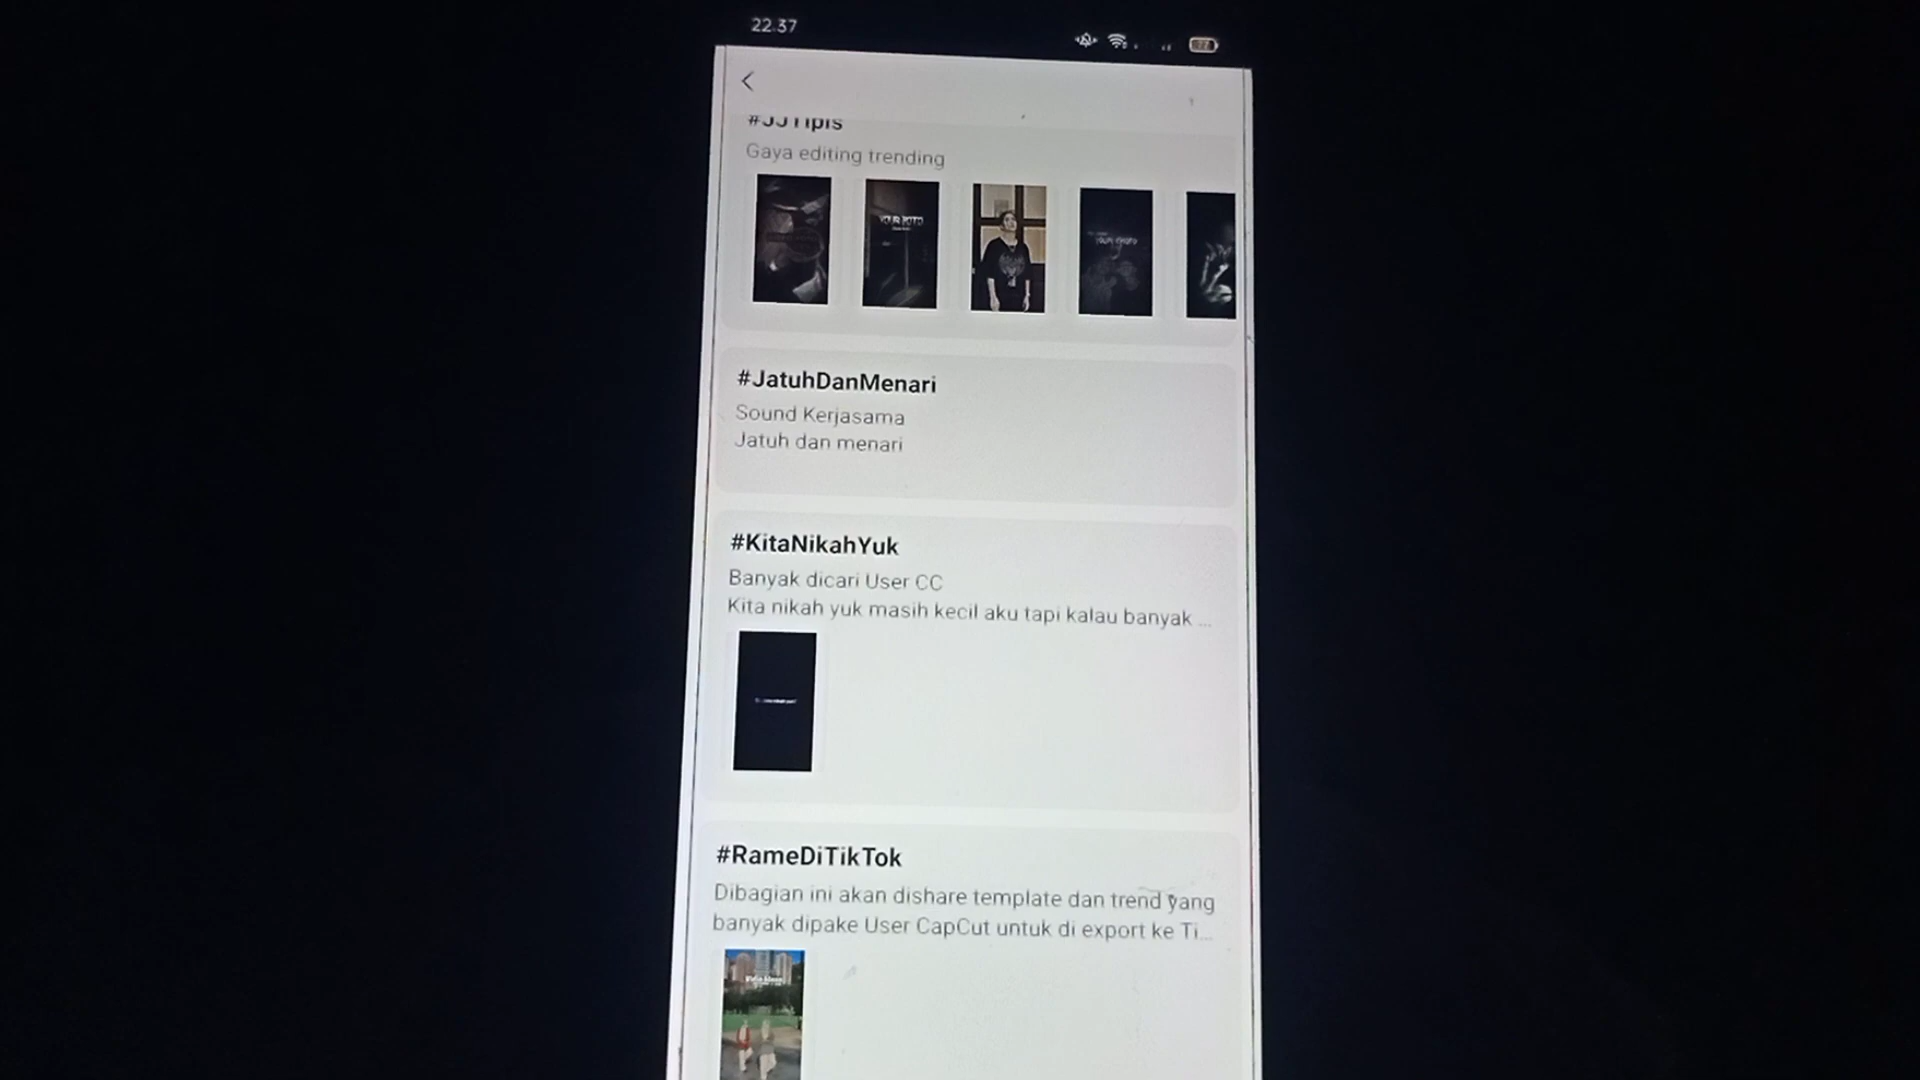 22.37
#JJTipis
Gaya editing trending
#JatuhDanMenari
Sound Kerjasama
Jatuh dan menari
#KitaNikahYuk
Banyak dicari User CC
Kita nikah yuk masih kecil aku tapi kalau banyak ...
#RameDiTikTok
Dibagian ini akan dishare template dan trend yang
banyak dipake User CapCut untuk di export ke Ti...